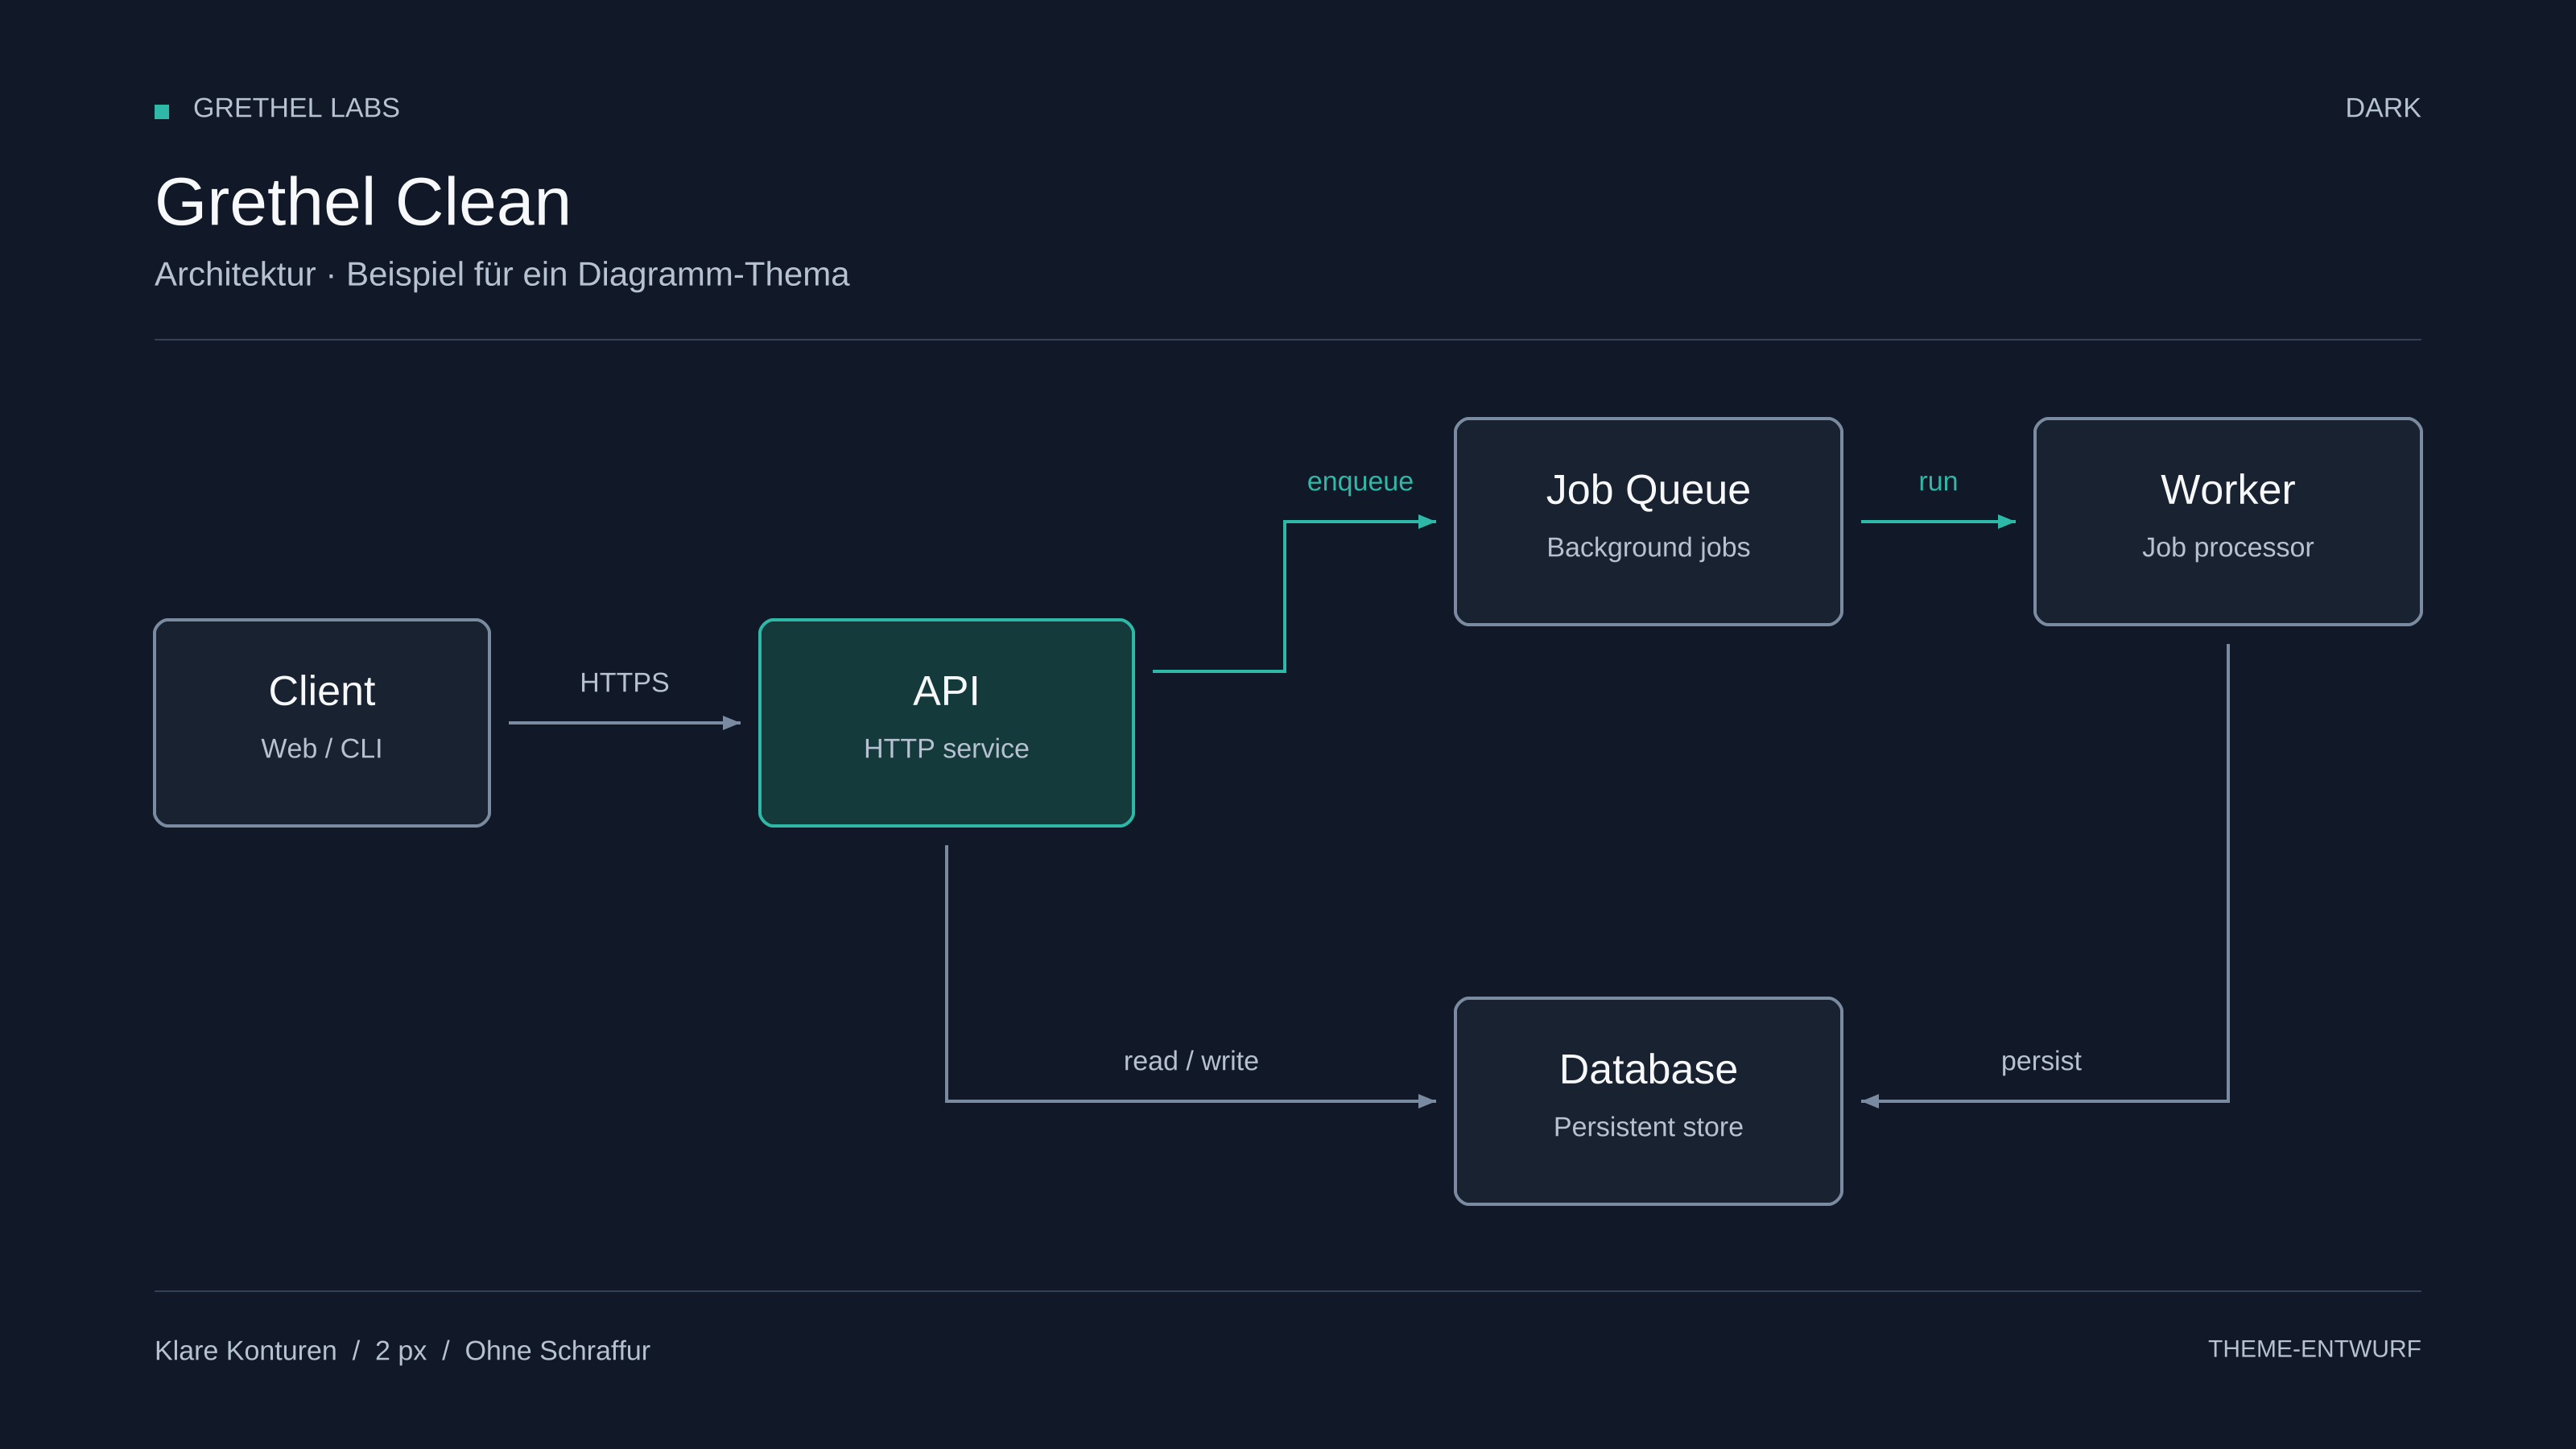 GRETHEL LABS
DARK
Grethel Clean
Architektur · Beispiel für ein Diagramm-Thema
enqueue
Job Queue
Background jobs
run
Worker
Job processor
Client
Web / CLI
HTTPS
API
HTTP service
read / write
Database
Persistent store
persist
Klare Konturen / 2 px / Ohne Schraffur
THEME-ENTWURF